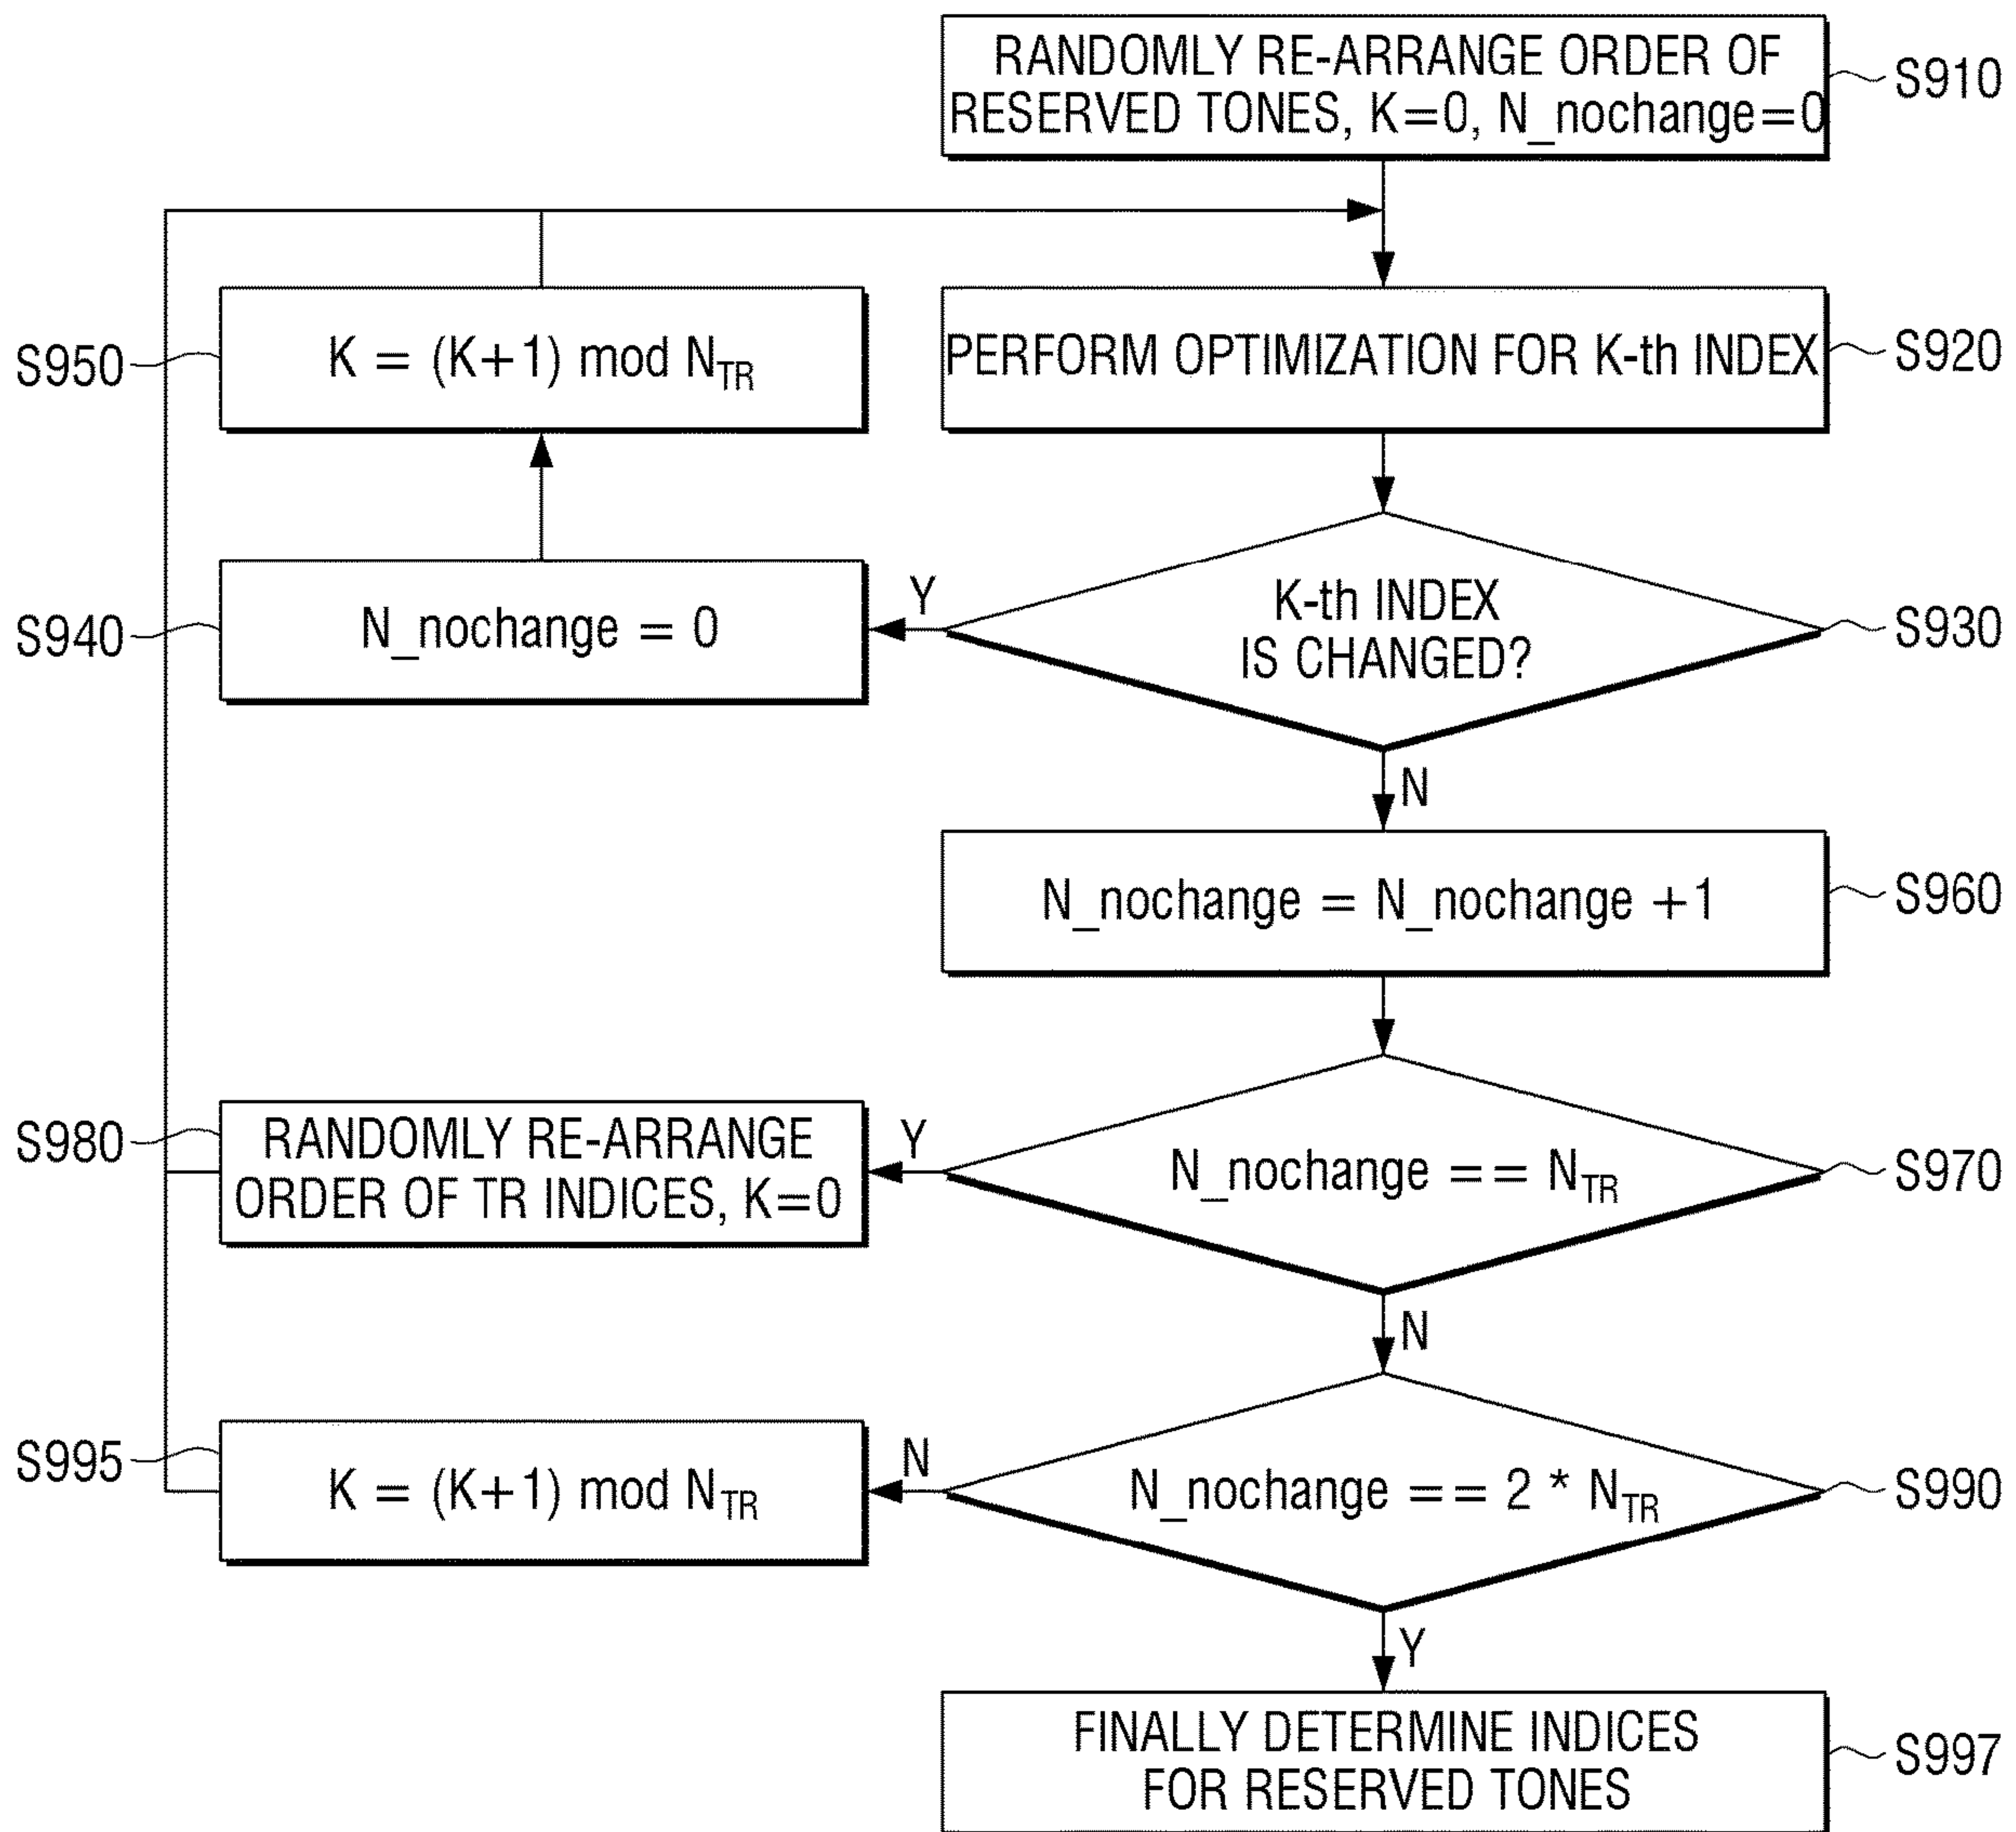 RANDOMLY RE-ARRANGE ORDER OF
RESERVED TONES, K=0, N_nochange=0
S910
S950
K = (K+1) mod NTR
PERFORM OPTIMIZATION FOR K-th INDEX
S920
S940
N_nochange = 0
Y
K-th INDEX
IS CHANGED?
S930
N
N_nochange = N_nochange +1
S960
S980
RANDOMLY RE-ARRANGE
ORDER OF TR INDICES, K=0
Y
N_nochange == NTR
S970
N
S995
K = (K+1) mod NTR
N
N_nochange == 2 * NTR
S990
Y
FINALLY DETERMINE INDICES
FOR RESERVED TONES
S997